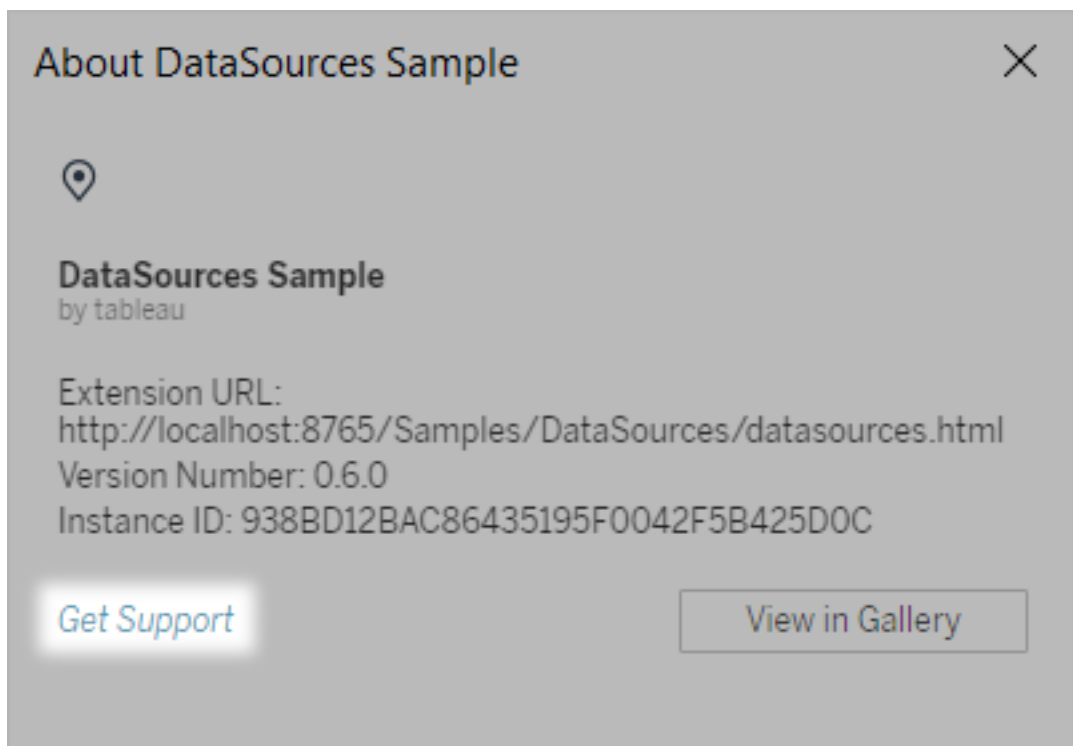 About DataSources Sample
DataSources Sample
by tableau
Extension URL:
http://localhost:8765/Samples/DataSources/datasources.html
Version Number: 0.6.0
Instance ID: 938BD12BAC86435195F0042F5B425D0C
Get Support
View in Gallery